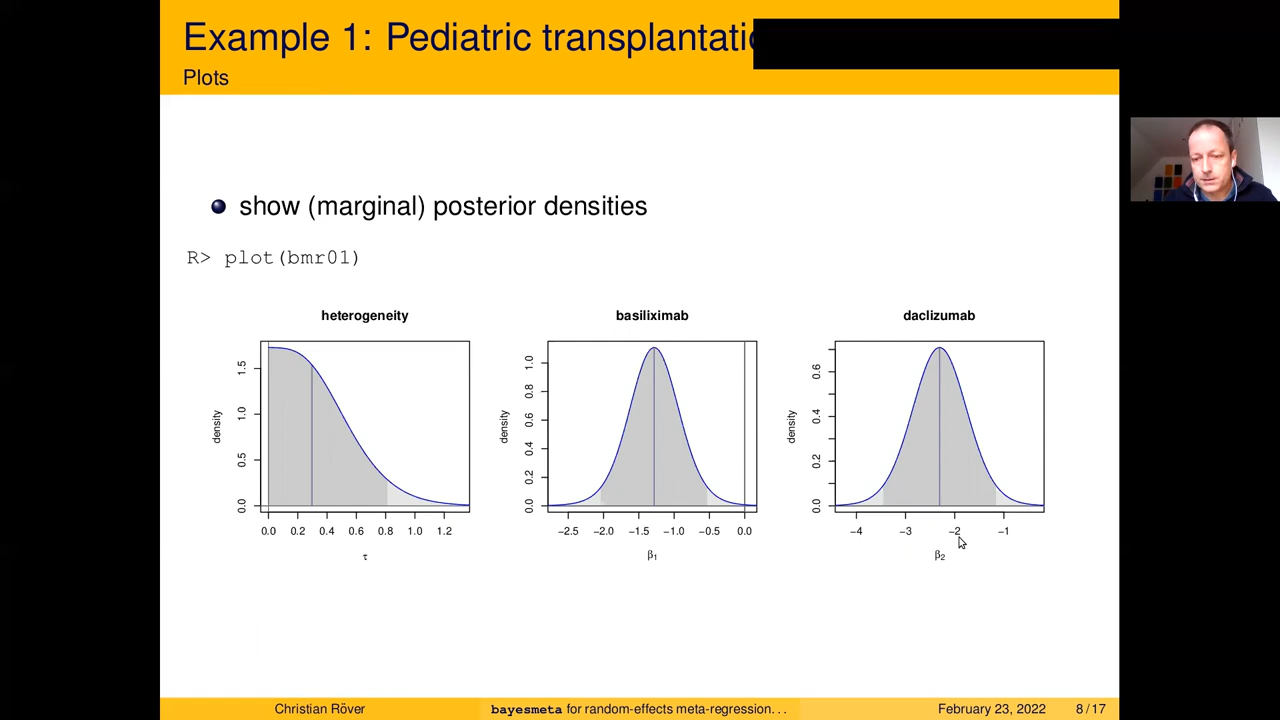 Example 1: Pediatric transplantatio
Plots
show (marginal) posterior densities
R> plot(bmr01)
heterogeneity
density
0.0 0.5 1.0 1.5
0.0 0.2 0.4 0.6 0.8 1.0 1.2
τ
basiliximab
density
0.0 0.2 0.4 0.6 0.8 1.0
−2.5 −2.0 −1.5 −1.0 −0.5 0.0
β1
daclizumab
density
0.0 0.2 0.4 0.6
−4 −3 −2 −1
β2
Christian Röver
bayesmeta for random-effects meta-regression...
February 23, 2022
8 / 17